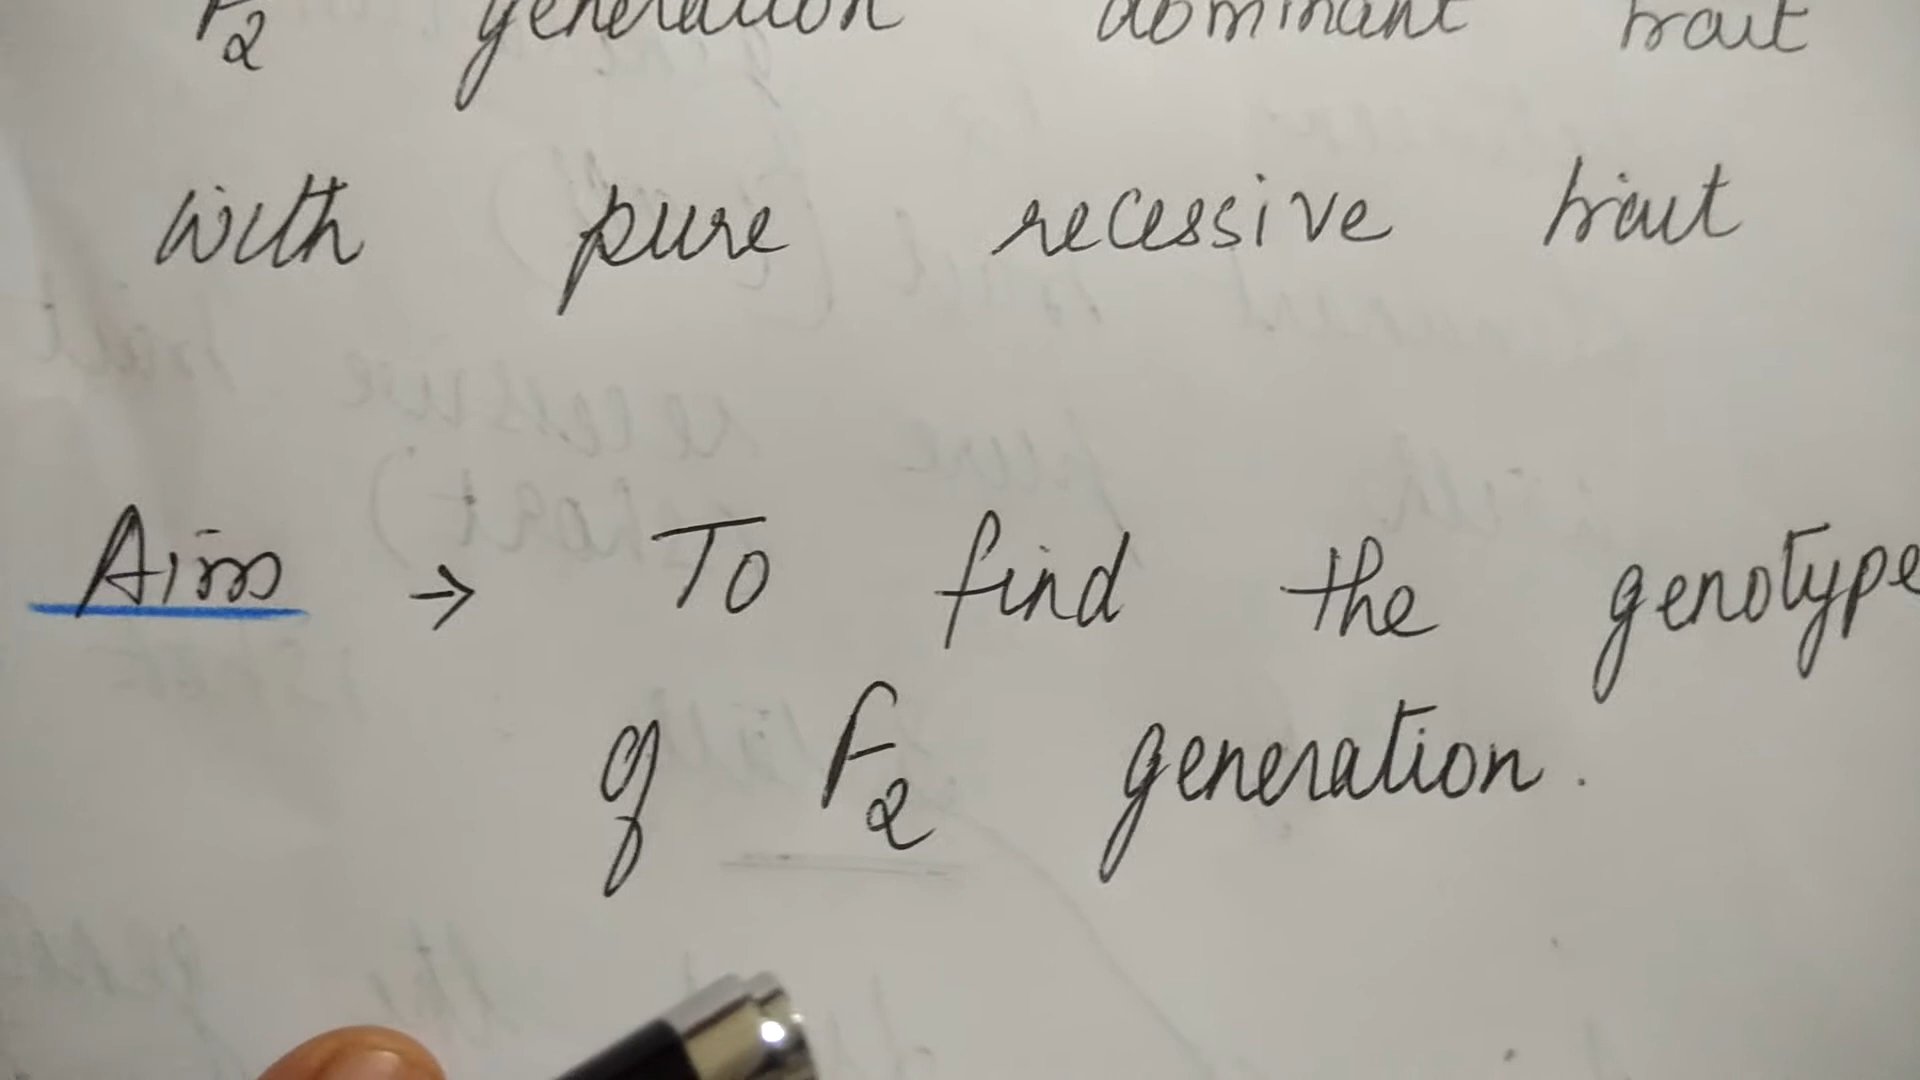 F2 generation dominant trait
with pure recessive trait
Aim → To find the genotype
of F2 generation.